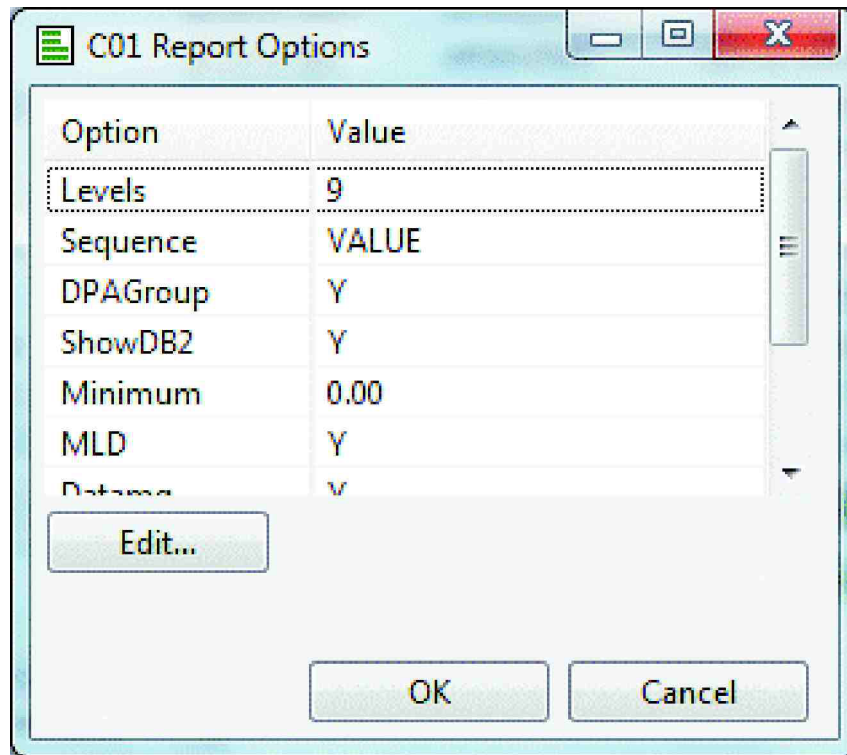 C01 Report Options
Option Value
Levels 9
Sequence VALUE
DPAGroup Y
ShowDB2 Y
Minimum 0.00
MLD Y
Edit...
OK Cancel